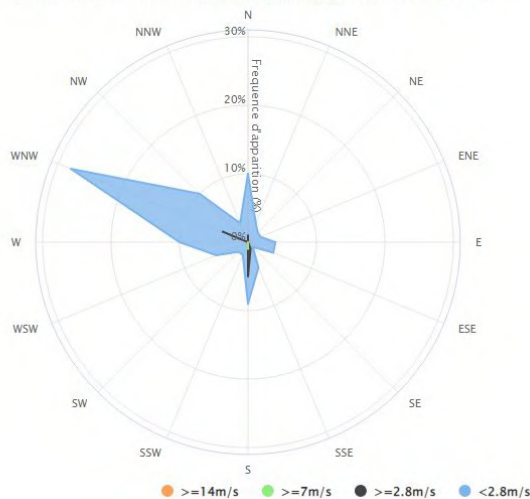 N
NNE
NE
ENE
E
ESE
SE
SSE
S
SSW
SW
WSW
W
WNW
NW
NNW
30%
20%
10%
0%
Frequence d'apparition (%)
>=14m/s >=7m/s >=2.8m/s <2.8m/s